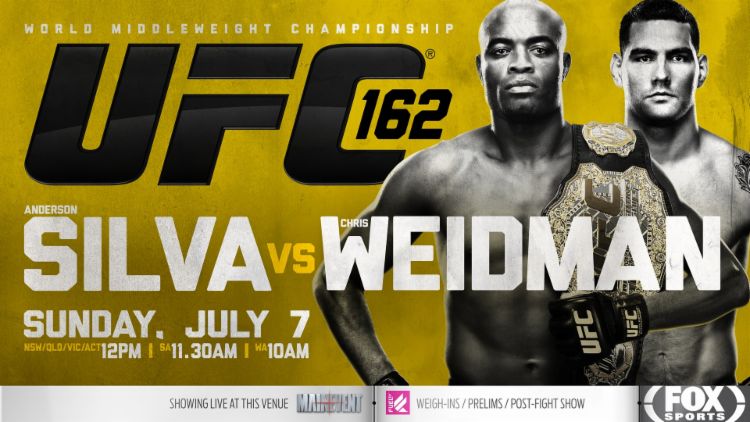 WORLD MIDDLEWEIGHT CHAMPIONSHIP
UFC® 162
ANDERSON SILVA VS CHRIS WEIDMAN
SUNDAY, JULY 7
NSW/QLD/VIC/ACT 12PM | SA 11.30AM | WA 10AM
UFC UFC
SHOWING LIVE AT THIS VENUE MAIN EVENT FUEL TV WEIGH-INS / PRELIMS / POST-FIGHT SHOW FOX SPORTS